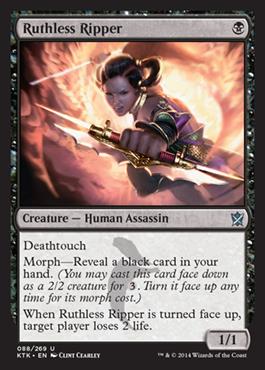 Ruthless Ripper
Creature — Human Assassin
Deathtouch
Morph—Reveal a black card in your
hand. (You may cast this card face down
as a 2/2 creature for 3. Turn it face up any
time for its morph cost.)
When Ruthless Ripper is turned face up,
target player loses 2 life.
1/1
088/269 U
KTK • EN CLINT CEARLEY
™ & © 2014 Wizards of the Coast